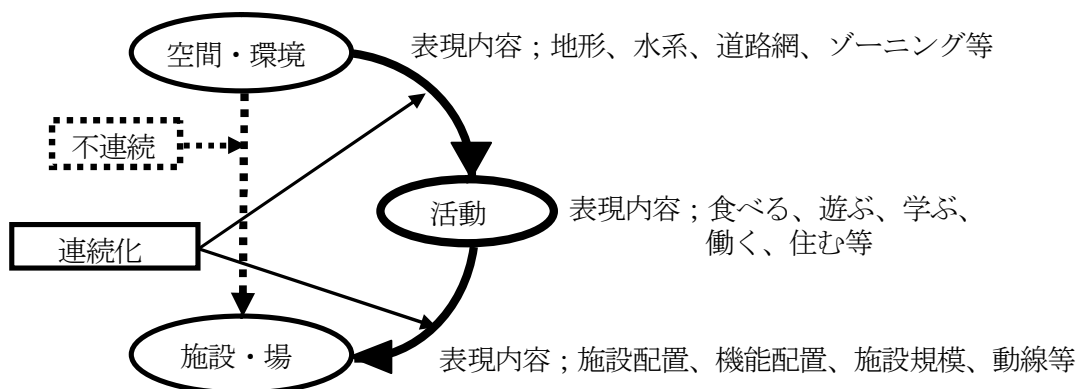 空間・環境
表現内容;地形、水系、道路網、ゾーニング等
不連続
活動
表現内容;食べる、遊ぶ、学ぶ、
働く、住む等
連続化
施設・場
表現内容;施設配置、機能配置、施設規模、動線等